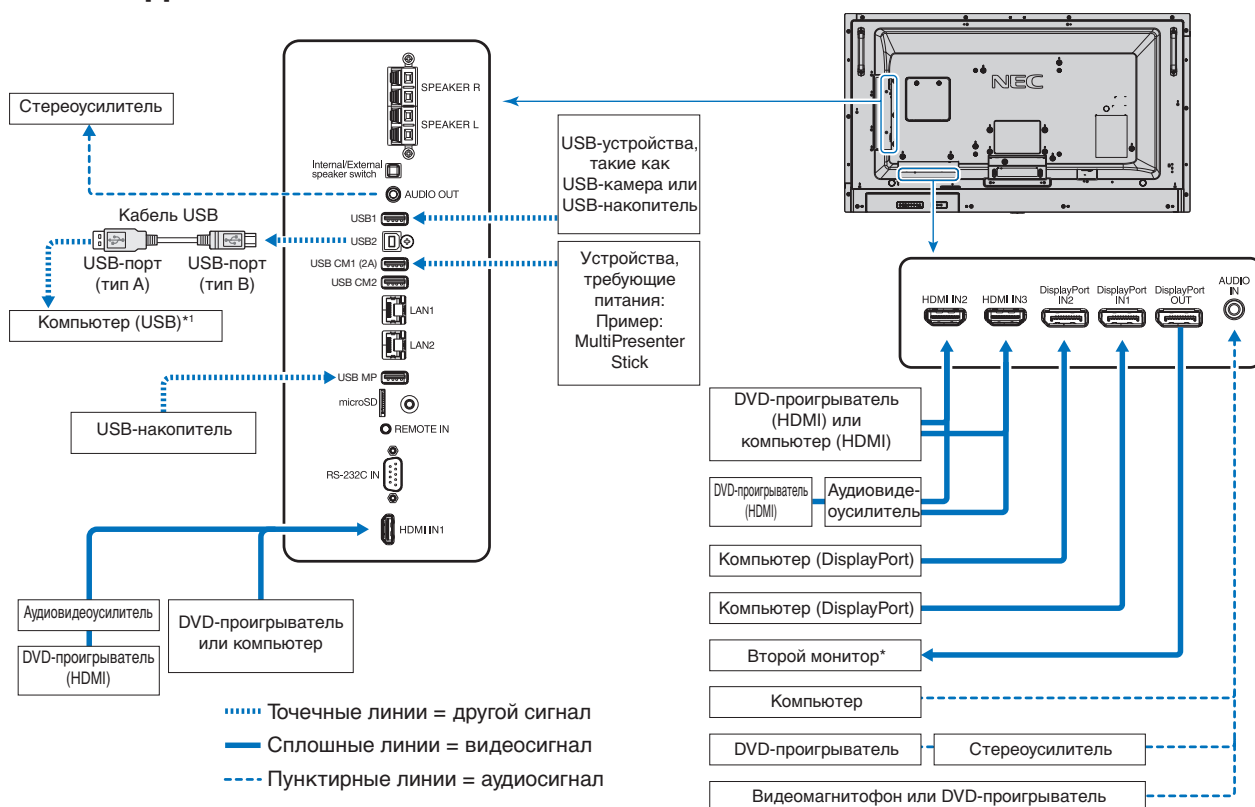 NEC
SPEAKER R
SPEAKER L
Internal/External
speaker switch
AUDIO OUT
USB1
USB2
USB CM1 (2A)
USB CM2
LAN1
LAN2
USB MP
microSD
REMOTE IN
RS-232C IN
HDMI IN1
Стереоусилитель
Кабель USB
USB-порт
(тип A)
USB-порт
(тип B)
Компьютер (USB)*1
USB-накопитель
Аудиовидеоусилитель
DVD-проигрыватель
(HDMI)
DVD-проигрыватель
или компьютер
USB-устройства,
такие как
USB-камера или
USB-накопитель
Устройства,
требующие
питания:
Пример:
MultiPresenter
Stick
HDMI IN2
HDMI IN3
DisplayPort
IN2
DisplayPort
IN1
DisplayPort
OUT
AUDIO
IN
DVD-проигрыватель
(HDMI) или
компьютер (HDMI)
DVD-проигрыватель
(HDMI)
Аудиовиде-
оусилитель
Компьютер (DisplayPort)
Компьютер (DisplayPort)
Второй монитор*
Компьютер
DVD-проигрыватель
Стереоусилитель
Видеомагнитофон или DVD-проигрыватель
Точечные линии = другой сигнал
Сплошные линии = видеосигнал
Пунктирные линии = аудиосигнал